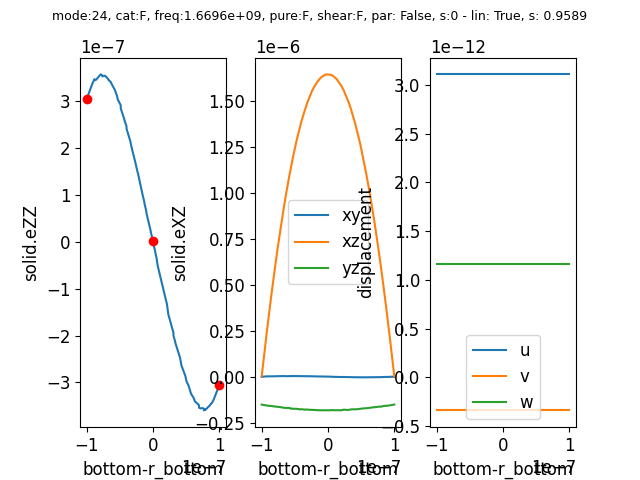 mode:24, cat:F, freq:1.6696e+09, pure:F, shear:F, par: False, s:0 - lin: True, s: 0.9589
1e−7
solid.eZZ
3
2
1
0
−1
−2
−3
−1
0
1
1e−7
bottom-r_bottom
1e−6
solid.eXZ
1.50
1.25
1.00
0.75
0.50
0.25
0.00
−0.25
xy
xz
yz
−1
0
1
1e−7
bottom-r_bottom
1e−12
displacement
3.0
2.5
2.0
1.5
1.0
0.5
0.0
−0.5
u
v
w
−1
0
1
1e−7
bottom-r_bottom